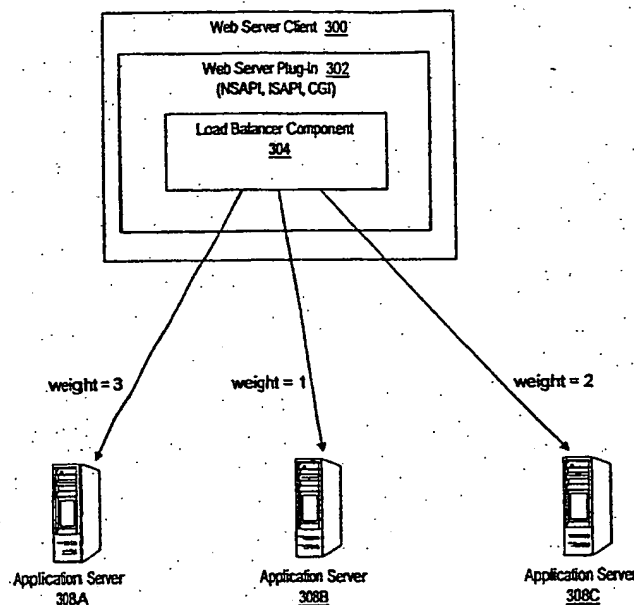 Web Server Client 300
Web Server Plug-In 302
(NSAPI, ISAPI, CGI)
Load Balancer Component
304
weight = 3
weight = 1
weight = 2
Application Server
308A
Application Server
308B
Application Server
308C